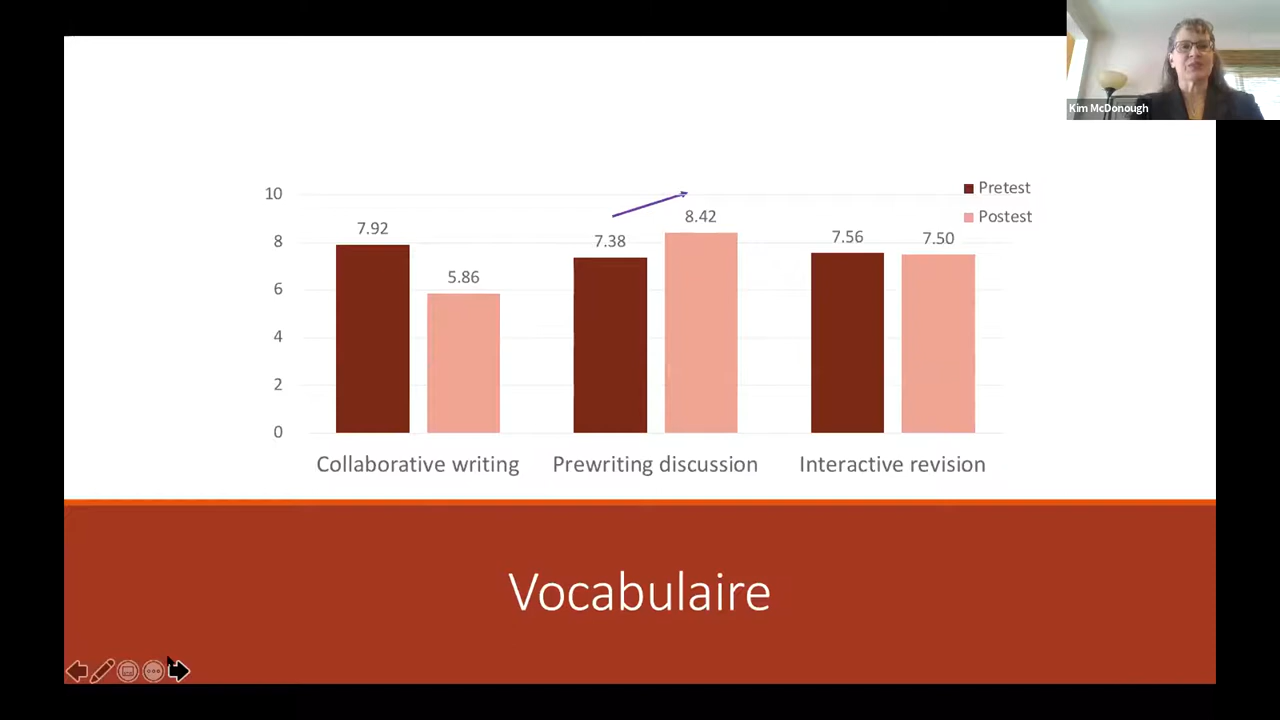 Kim McDonough
10
8
6
4
2
0
7.92
5.86
7.38
8.42
7.56
7.50
Pretest
Postest
Collaborative writing
Prewriting discussion
Interactive revision
Vocabulaire